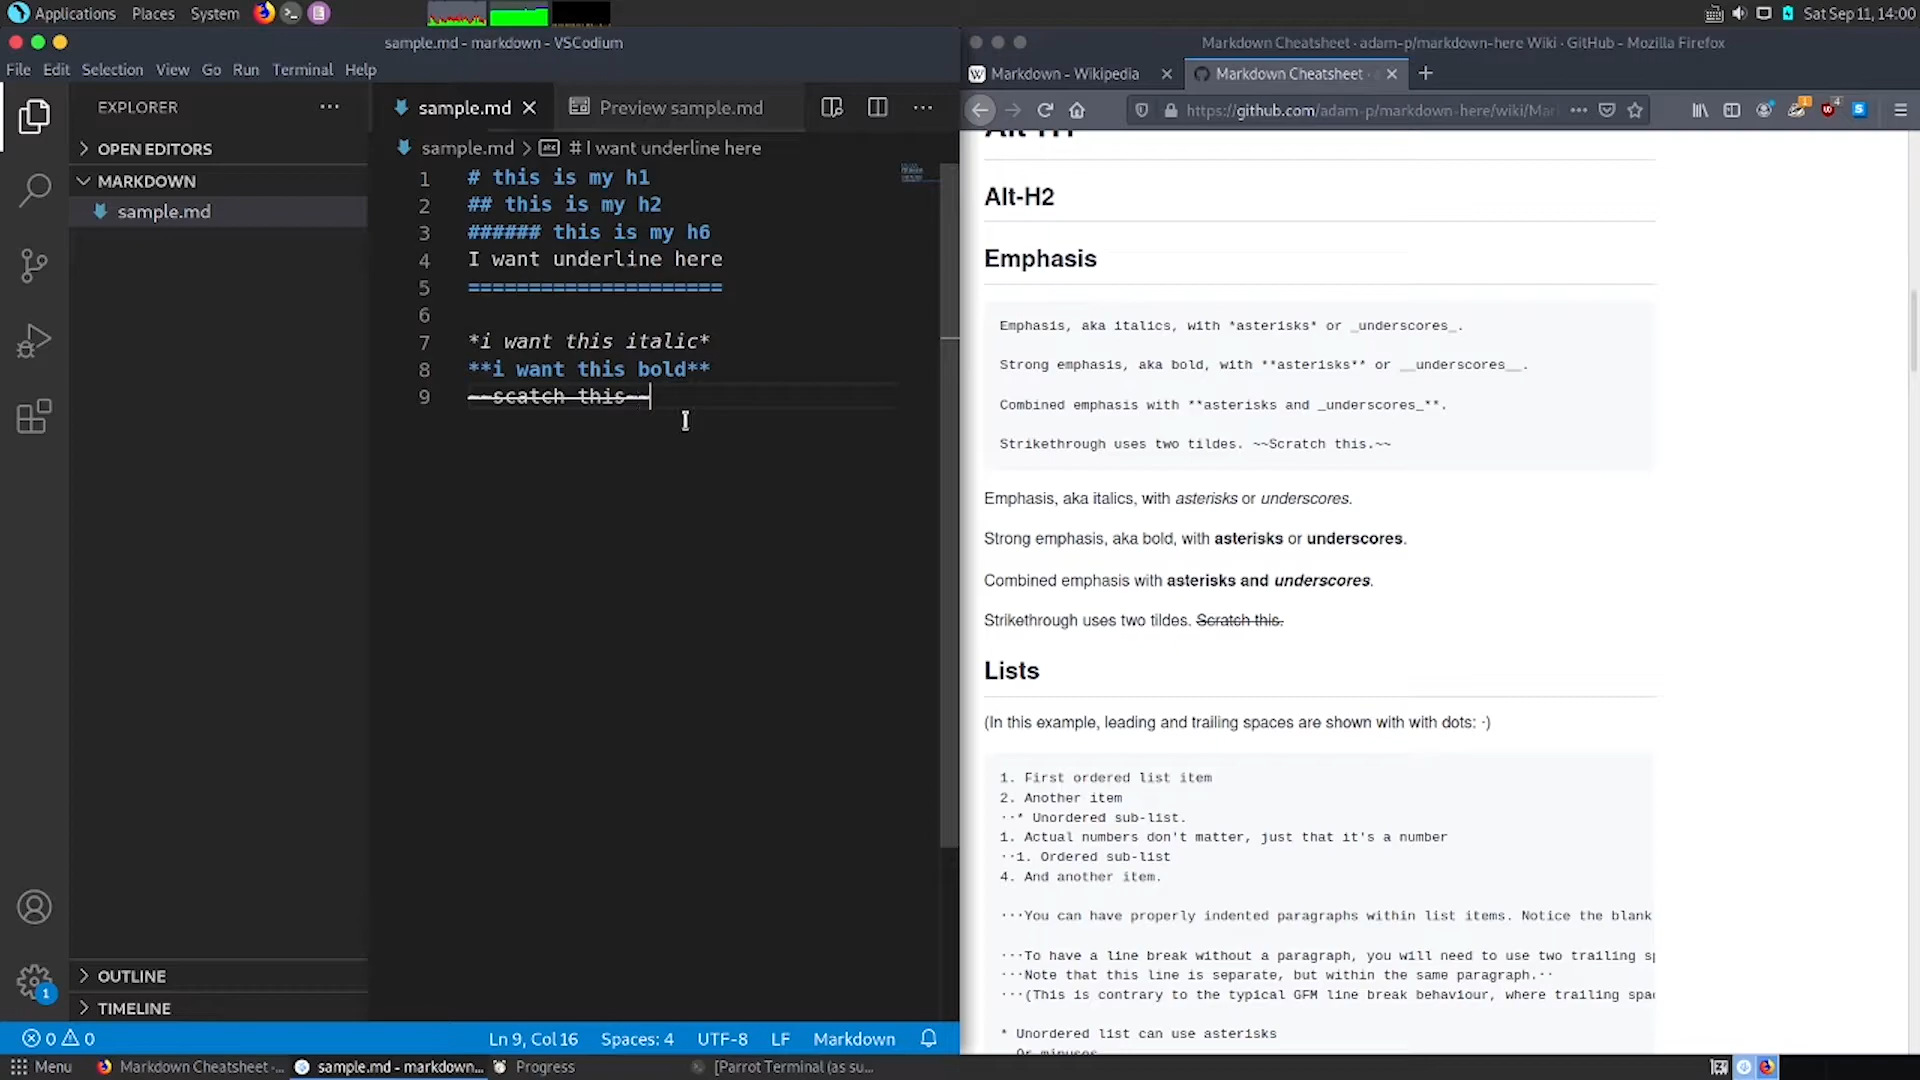 Applications Places System
Sat Sep 11, 14:00
sample.md - markdown - VSCodium
File Edit Selection View Go Run Terminal Help
EXPLORER
OPEN EDITORS
MARKDOWN
sample.md
OUTLINE
TIMELINE
1
sample.md
Preview sample.md
sample.md > # I want underline here
1 # this is my h1
2 ## this is my h2
3 ###### this is my h6
4 I want underline here
5 =====================
6
7 *i want this italic*
8 **i want this bold**
9 ~~scatch this~~
0 0 Ln 9, Col 16 Spaces: 4 UTF-8 LF Markdown
Markdown Cheatsheet · adam-p/markdown-here Wiki · GitHub - Mozilla Firefox
W Markdown - Wikipedia
Markdown Cheatsheet ·
https://github.com/adam-p/markdown-here/wiki/Mar
1 4 S
Alt-H1
Alt-H2
Emphasis
Emphasis, aka italics, with *asterisks* or _underscores_.
Strong emphasis, aka bold, with **asterisks** or __underscores__.
Combined emphasis with **asterisks and _underscores_**.
Strikethrough uses two tildes. ~~Scratch this.~~
Emphasis, aka italics, with asterisks or underscores.
Strong emphasis, aka bold, with asterisks or underscores.
Combined emphasis with asterisks and underscores.
Strikethrough uses two tildes. Scratch this.
Lists
(In this example, leading and trailing spaces are shown with with dots: ·)
1. First ordered list item
2. Another item
··* Unordered sub-list.
1. Actual numbers don't matter, just that it's a number
··1. Ordered sub-list
4. And another item.
···You can have properly indented paragraphs within list items. Notice the blank
···To have a line break without a paragraph, you will need to use two trailing sp
···Note that this line is separate, but within the same paragraph.··
···(This is contrary to the typical GFM line break behaviour, where trailing spac
* Unordered list can use asterisks
Or minuses
Menu Markdown Cheatsheet ·... sample.md - markdown... Progress [Parrot Terminal (as su...